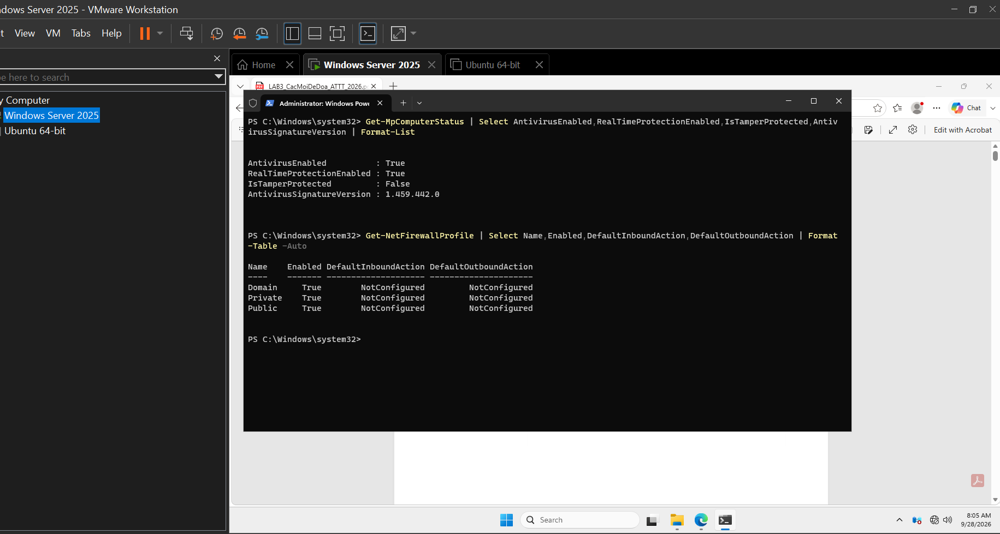 dows Server 2025 - VMware Workstation
t View VM Tabs Help
Home
Windows Server 2025
Ubuntu 64-bit
e here to search
y Computer
Windows Server 2025
Ubuntu 64-bit
LAB3_CacMoiDeDoa_ATTT_2026.p
Chat
Edit with Acrobat
Administrator: Windows Powe
PS C:\Windows\system32> Get-MpComputerStatus | Select AntivirusEnabled,RealTimeProtectionEnabled,IsTamperProtected,Antiv
irusSignatureVersion | Format-List
AntivirusEnabled : True
RealTimeProtectionEnabled : True
IsTamperProtected : False
AntivirusSignatureVersion : 1.459.442.0
PS C:\Windows\system32> Get-NetFirewallProfile | Select Name,Enabled,DefaultInboundAction,DefaultOutboundAction | Format
-Table -Auto
Name Enabled DefaultInboundAction DefaultOutboundAction
---- ------- -------------------- ---------------------
Domain True NotConfigured NotConfigured
Private True NotConfigured NotConfigured
Public True NotConfigured NotConfigured
PS C:\Windows\system32>
Search
8:05 AM
9/28/2026